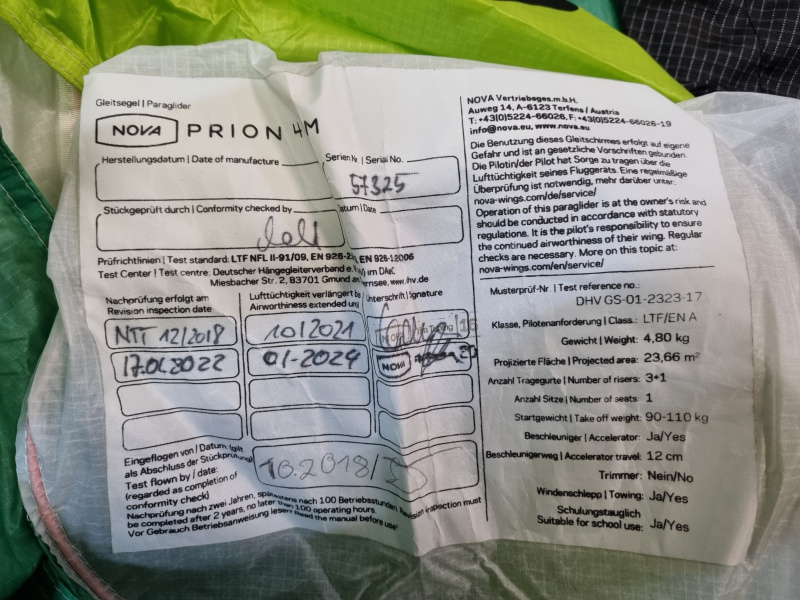 Gleitsegel | Paraglider
NOVA PRION 4M
Herstellungsdatum | Date of manufacture
Serien Nr. | Serial No.
57325
Stückgeprüft durch | Conformity checked by
Datum | Date
Prüfrichtlinien | Test standard: LTF NFL II-91/09, EN 926-2 EN 926-12006
Test Center | Test centre: Deutscher Hängegleiterverband e. im DAeC
Miesbacher Str. 2, 83701 Gmund am
Nachprüfung erfolgt am
Revision inspection date
Lufttüchtigkeit verlängert bis
Airworthiness extended until
Unterschrift | Signature
NTT 12/2018
10/2021
01-2024
NOVA
Eingeflogen von / Datum
als Abschluss der Stückprüfung)
Test flown by / date:
(regarded as completion of
conformity check)
10.2018/
Nachprüfung nach zwei Jahren, spätestens nach 100 Betriebsstunden. Revision inspection must
be completed after 2 years, no later than 100 operating hours.
Vor Gebrauch Betriebsanweisung lesen! Read the manual before use!
NOVA Vertriebsges.m.b.H.
Auweg 14, A-6123 Terfens / Austria
T: +43(0)5224-66026, F: +43(0)5224-66026-19
info@nova.eu, www.nova.eu
Die Benutzung dieses Gleitschirmes erfolgt auf eigene
Gefahr und ist an gesetzliche Vorschriften gebunden.
Die Pilotin/der Pilot hat Sorge zu tragen über die
Lufttüchtigkeit seines Fluggeräts. Eine regelmäßige
Überprüfung ist notwendig, mehr darüber unter:
nova-wings.com/de/service/
Operation of this paraglider is at the owner's risk and
should be conducted in accordance with statutory
regulations. It is the pilot's responsibility to ensure
the continued airworthiness of their wing. Regular
checks are necessary. More on this topic at:
nova-wings.com/en/service/
Musterprüf-Nr. | Test reference no.:
DHV GS-01-2323-17
Klasse, Pilotenanforderung | Class.: LTF/EN A
Gewicht | Weight: 4,80 kg
Projizierte Fläche | Projected area: 23,66 m²
Anzahl Tragegurte | Number of risers: 3+1
Anzahl Sitze | Number of seats: 1
Startgewicht | Take off weight: 90-110 kg
Beschleuniger | Accelerator: Ja/Yes
Beschleunigerweg | Accelerator travel: 12 cm
Trimmer: Nein/No
Windenschlepp | Towing: Ja/Yes
Schulungstauglich
Suitable for school use: Ja/Yes